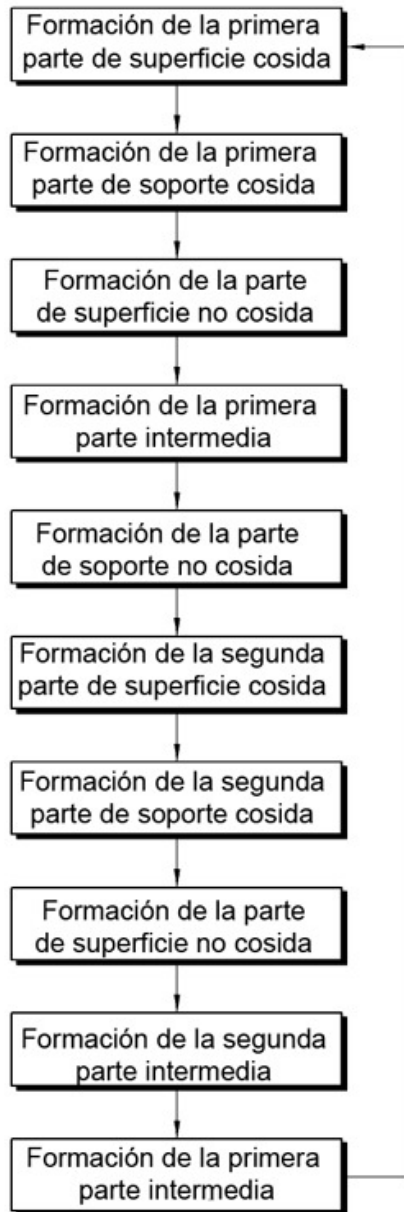 Formación de la primera
parte de superficie cosida
Formación de la primera
parte de soporte cosida
Formación de la parte
de superficie no cosida
Formación de la primera
parte intermedia
Formación de la parte
de soporte no cosida
Formación de la segunda
parte de superficie cosida
Formación de la segunda
parte de soporte cosida
Formación de la parte
de superficie no cosida
Formación de la segunda
parte intermedia
Formación de la primera
parte intermedia